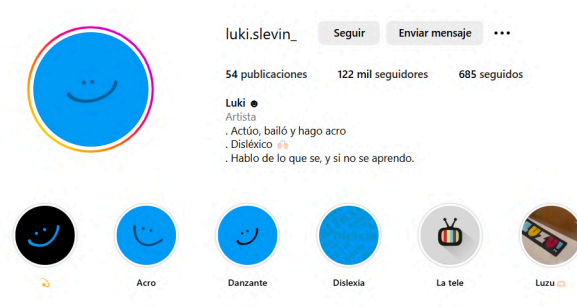 luki.slevin_ Seguir Enviar mensaje
54 publicaciones 122 mil seguidores 685 seguidos
Luki
Artista
. Actúo, bailó y hago acro
. Disléxico
. Hablo de lo que se, y si no se aprendo.
Acro Danzante Dislexia La tele Luzu